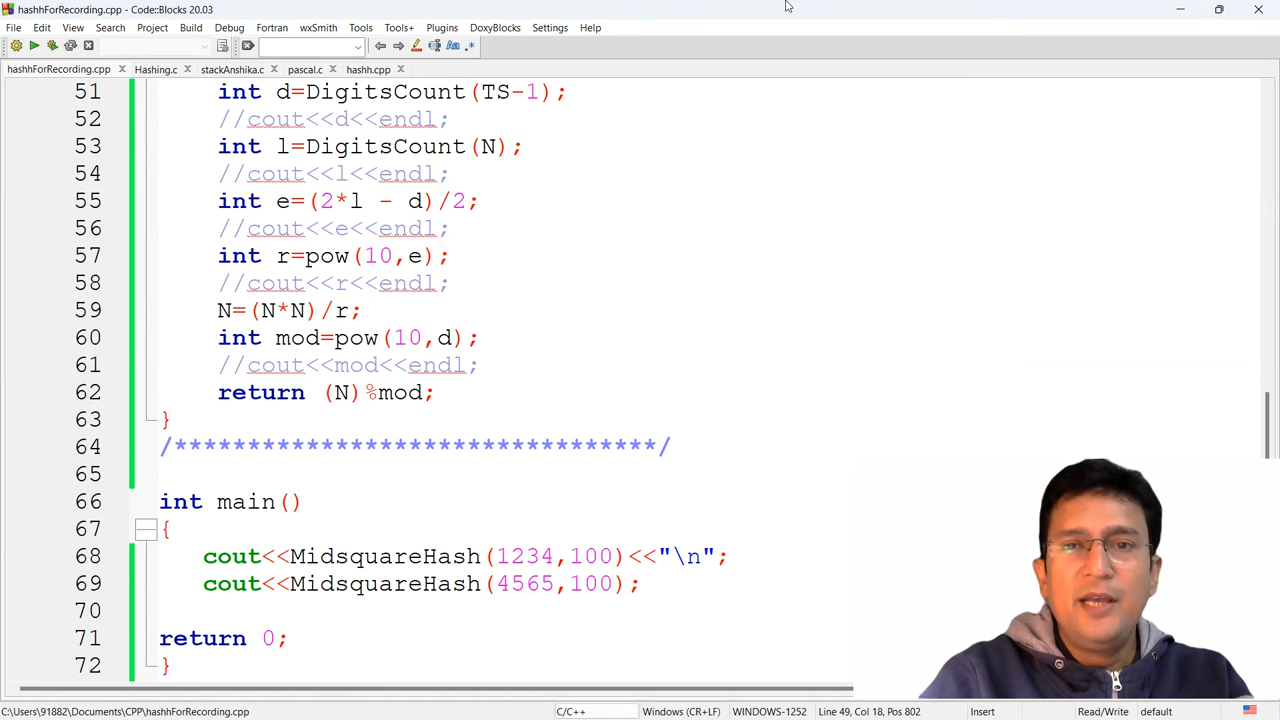 hashhForRecording.cpp - Code::Blocks 20.03
File Edit View Search Project Build Debug Fortran wxSmith Tools Tools+ Plugins DoxyBlocks Settings Help
hashhForRecording.cpp Hashing.c stackAnshika.c pascal.c hashh.cpp
51 int d=DigitsCount(TS-1);
52 //cout<<d<<endl;
53 int l=DigitsCount(N);
54 //cout<<l<<endl;
55 int e=(2*l - d)/2;
56 //cout<<e<<endl;
57 int r=pow(10,e);
58 //cout<<r<<endl;
59 N=(N*N)/r;
60 int mod=pow(10,d);
61 //cout<<mod<<endl;
62 return (N)%mod;
63 }
64 /*********************************/
65
66 int main()
67 {
68 cout<<MidsquareHash(1234,100)<<"\n";
69 cout<<MidsquareHash(4565,100);
70
71 return 0;
72 }
C:\Users\91882\Documents\CPP\hashhForRecording.cpp C/C++ Windows (CR+LF) WINDOWS-1252 Line 49, Col 18, Pos 802 Insert Read/Write default